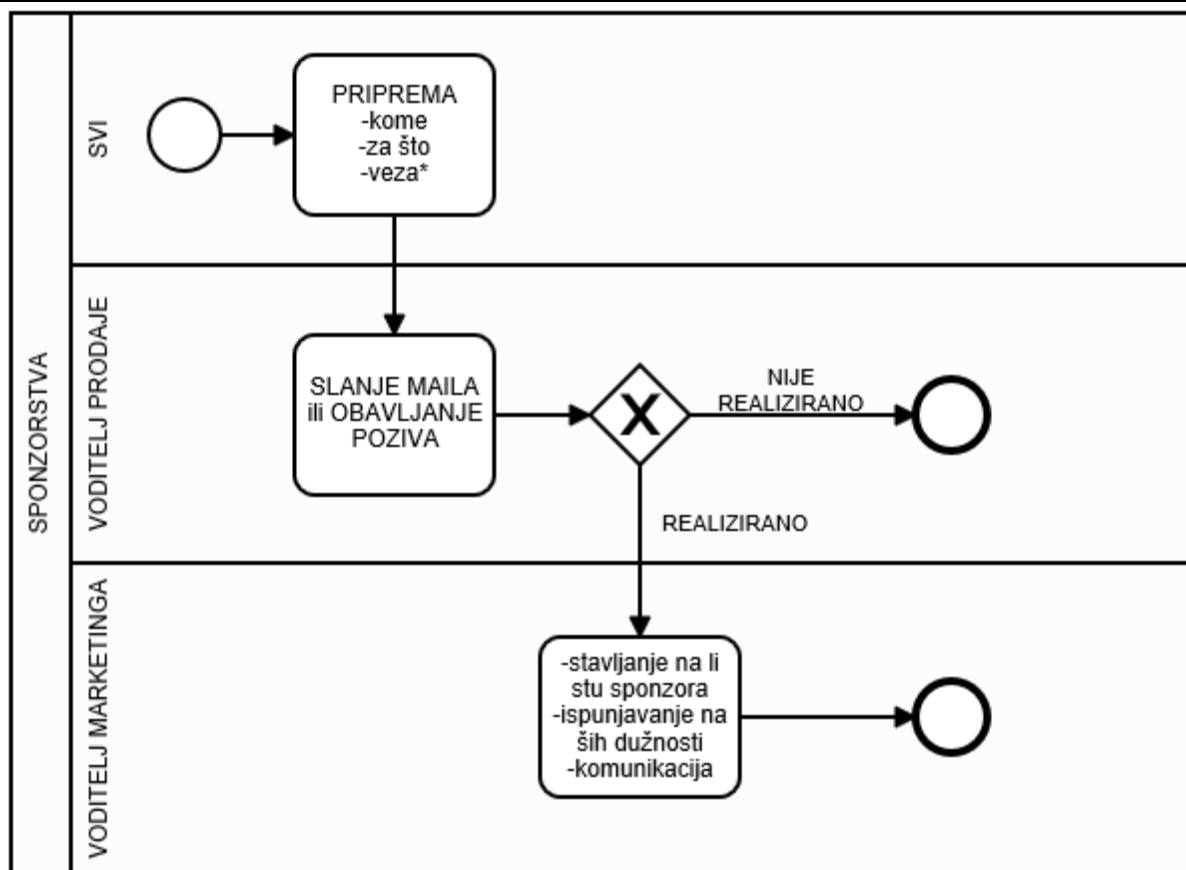 SPONZORSTVA
SVI
PRIPREMA
-kome
-za što
-veza*
VODITELJ PRODAJE
SLANJE MAILA
ili OBAVLJANJE
POZIVA
X
NIJE
REALIZIRANO
REALIZIRANO
VODITELJ MARKETINGA
-stavljanje na li
stu sponzora
-ispunjavanje na
ših dužnosti
-komunikacija